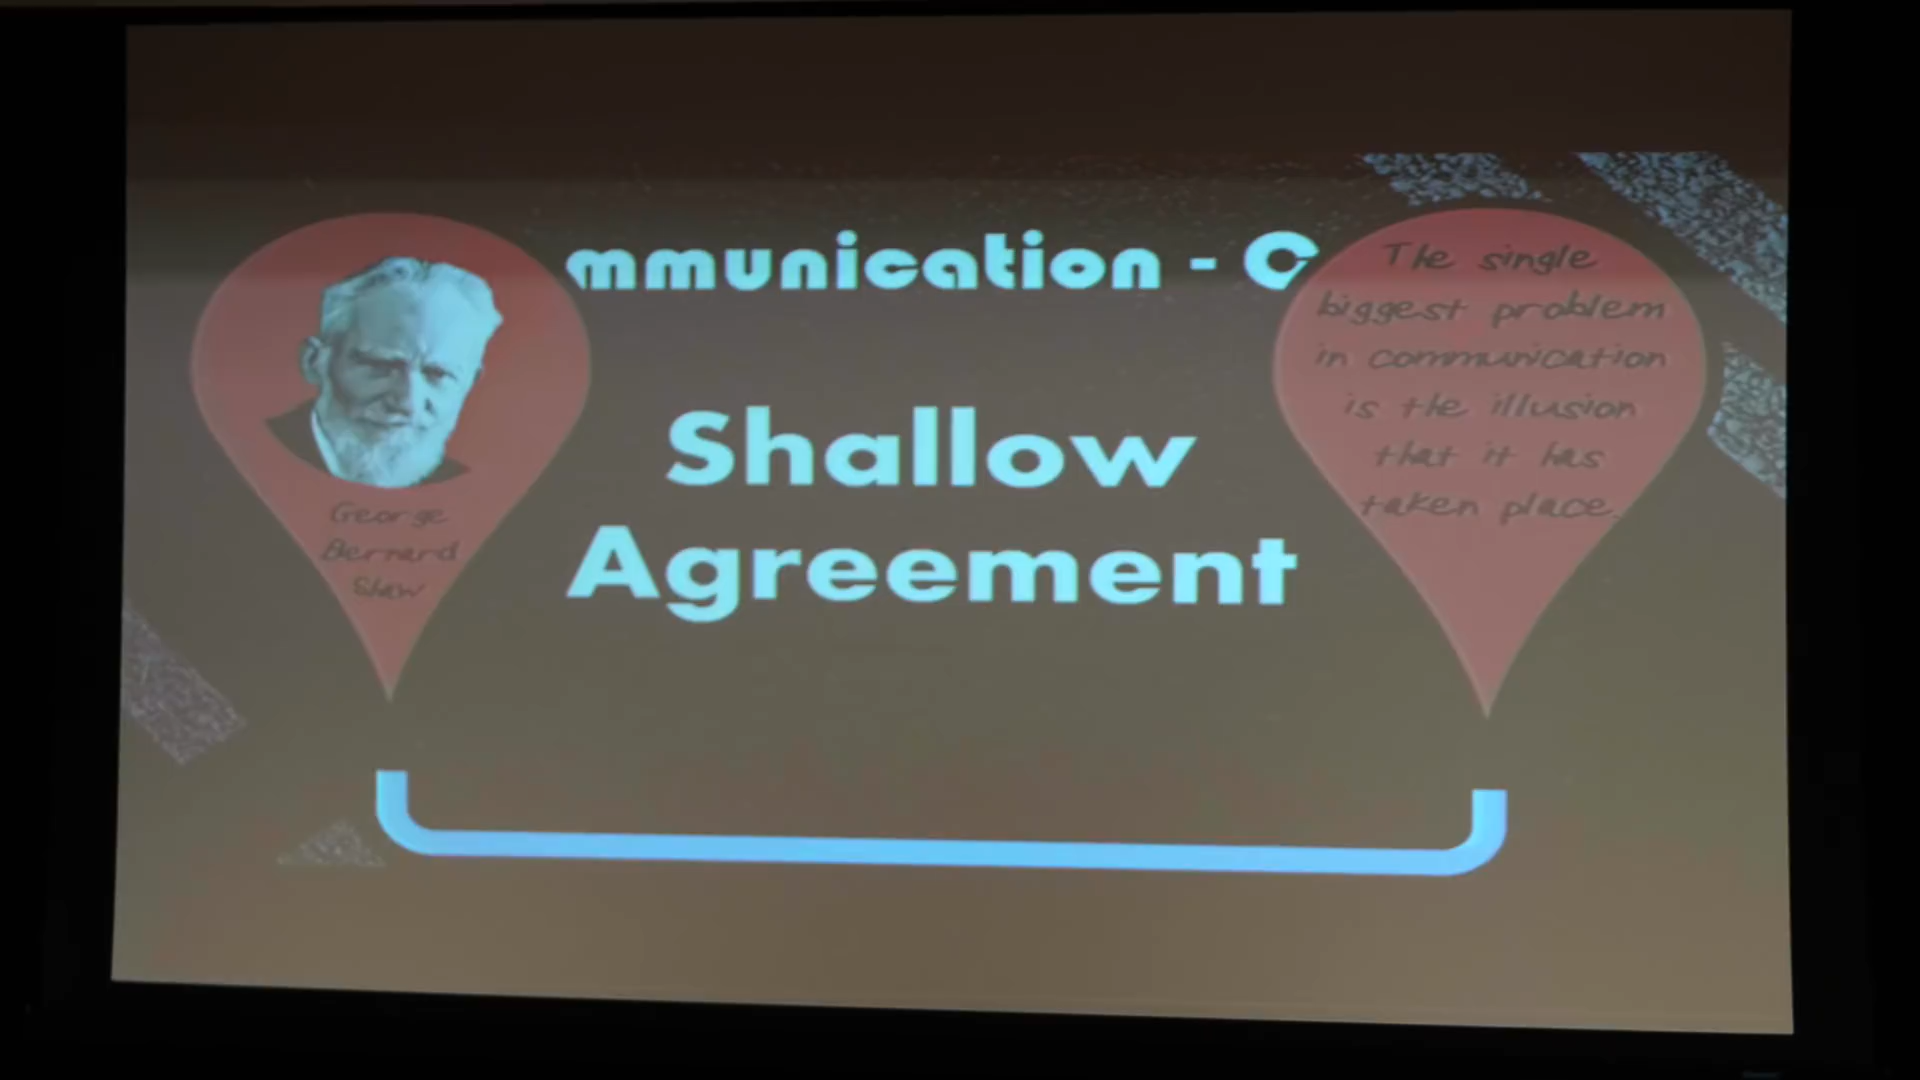 mmunication - C
Shallow
Agreement
George
Bernard
Shaw
The single
biggest problem
in communication
is the illusion
that it has
taken place.